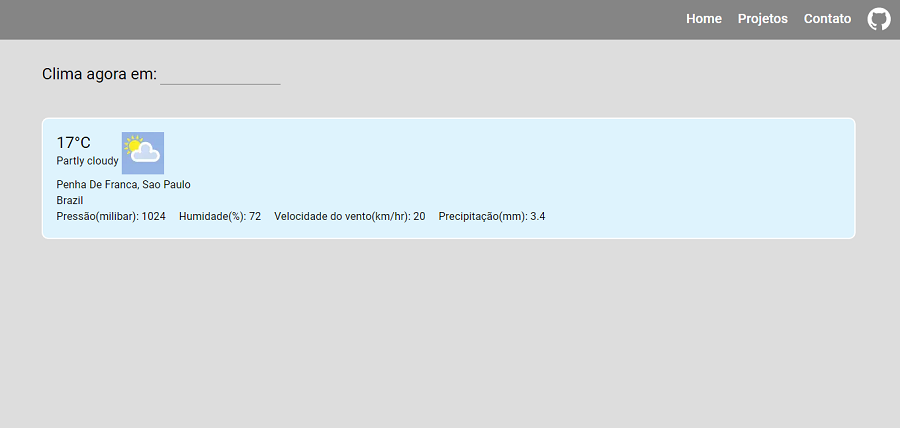 Home Projetos Contato
Clima agora em:
17°C
Partly cloudy
Penha De Franca, Sao Paulo
Brazil
Pressão(milibar): 1024 Humidade(%): 72 Velocidade do vento(km/hr): 20 Precipitação(mm): 3.4